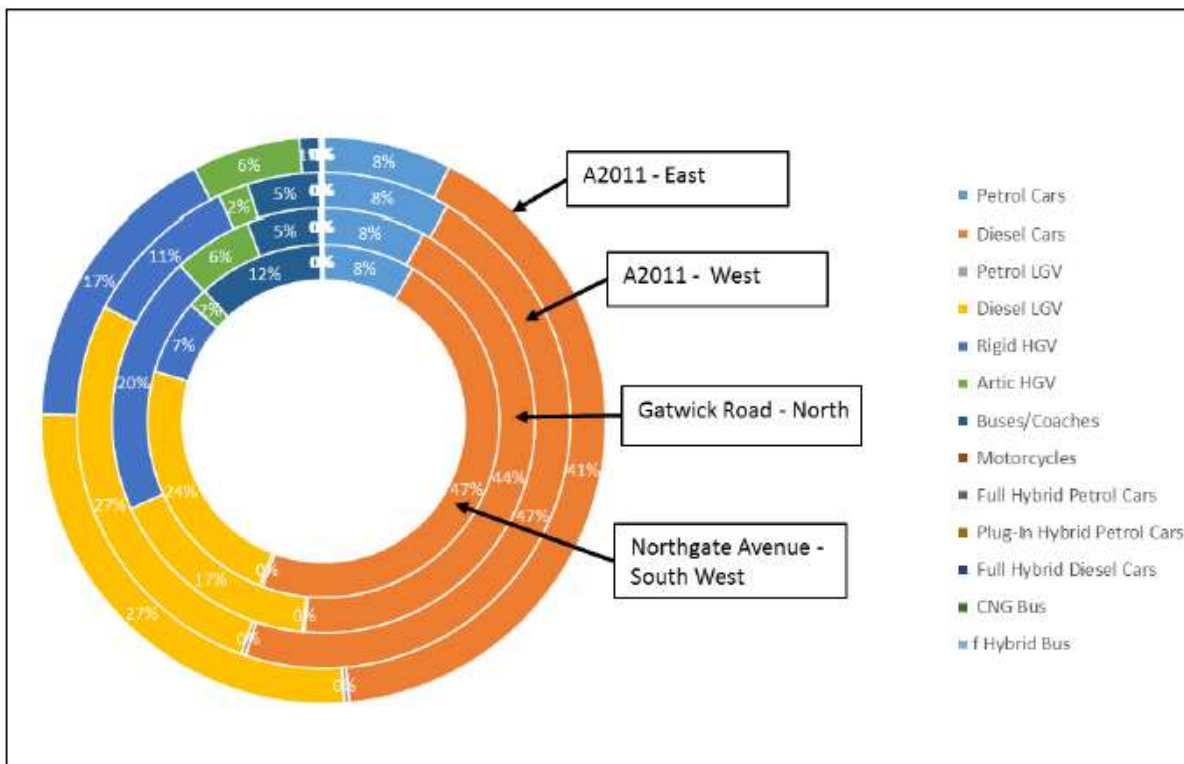 6%
8%
A2011 - East
2%
5%
8%
6%
5%
8%
12%
8%
Petrol Cars
Diesel Cars
Petrol LGV
Diesel LGV
Rigid HGV
Artic HGV
Buses/Coaches
Motorcycles
Full Hybrid Petrol Cars
Plug-In Hybrid Petrol Cars
Full Hybrid Diesel Cars
CNG Bus
f Hybrid Bus
11%
17%
A2011 - West
7%
20%
Gatwick Road - North
24%
27%
47%
44%
47%
41%
Northgate Avenue -
South West
0%
17%
0%
27%
0%
0%